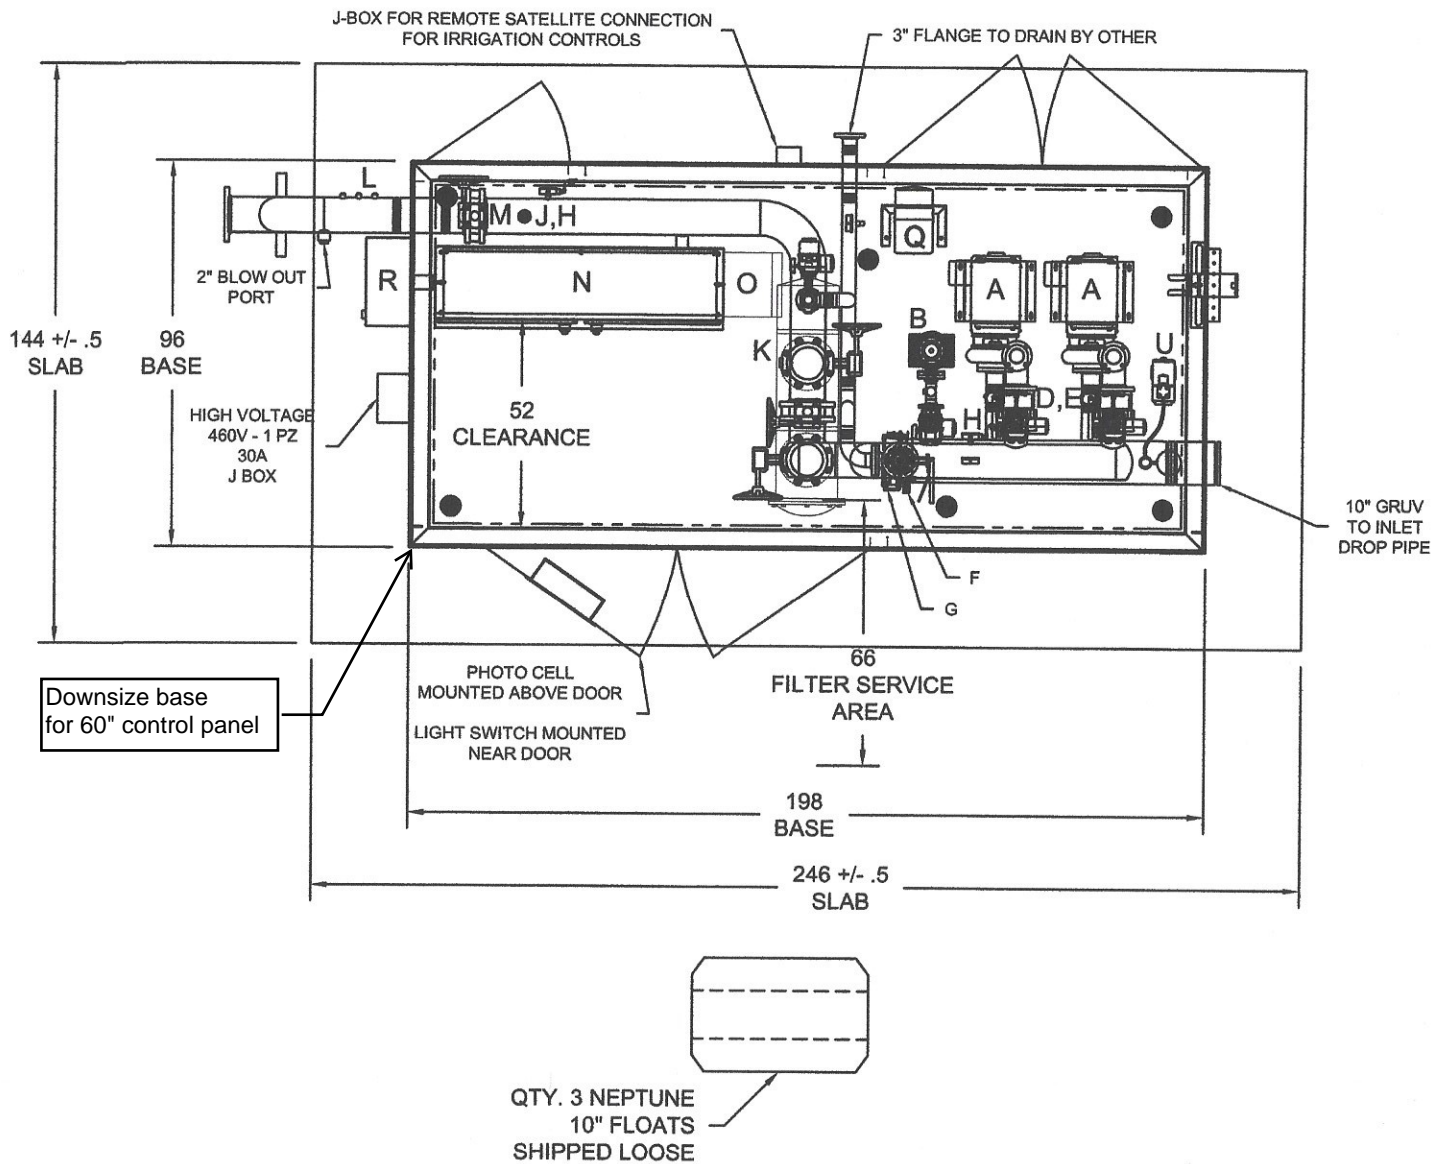 J-BOX FOR REMOTE SATELLITE CONNECTION
FOR IRRIGATION CONTROLS
3" FLANGE TO DRAIN BY OTHER
L
M
J,H
Q
2" BLOW OUT
PORT
R
N
O
A
A
B
U
K
144 +/- .5
SLAB
96
BASE
HIGH VOLTAGE
460V - 1 PZ
30A
J BOX
52
CLEARANCE
D,E
H
10" GRUV
TO INLET
DROP PIPE
F
G
66
FILTER SERVICE
AREA
PHOTO CELL
MOUNTED ABOVE DOOR
LIGHT SWITCH MOUNTED
NEAR DOOR
Downsize base
for 60" control panel
198
BASE
246 +/- .5
SLAB
QTY. 3 NEPTUNE
10" FLOATS
SHIPPED LOOSE